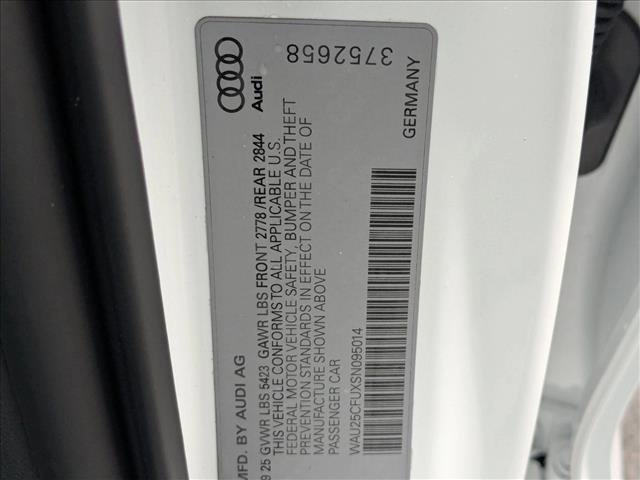 MFD. BY AUDI AG
9 25 GVWR LBS 5423 GAWR LBS FRONT 2778 /REAR 2844
THIS VEHICLE CONFORMS TO ALL APPLICABLE U.S.
FEDERAL MOTOR VEHICLE SAFETY, BUMPER AND THEFT
PREVENTION STANDARDS IN EFFECT ON THE DATE OF
MANUFACTURE SHOWN ABOVE
PASSENGER CAR
WAU25CFUXSN095014
Audi
3752658
GERMANY